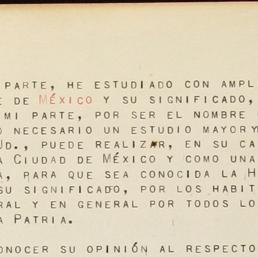 PARTE, HE ESTUDIADO CON AMPL
E DE MÉXICO Y SU SIGNIFICADO,
MI PARTE, POR SER EL NOMBRE
O NECESARIO UN ESTUDIO MAYORY
UD., PUEDE REALIZAR, EN SU CA
A CIUDAD DE MÉXICO Y COMO UNA
A, PARA QUE SEA CONOCIDA LA H
SU SIGNIFICADO, POR LOS HABIT
RAL Y EN GENERAL POR TODOS LO
A PATRIA.
ONOCER SU OPINIÓN AL RESPECTO